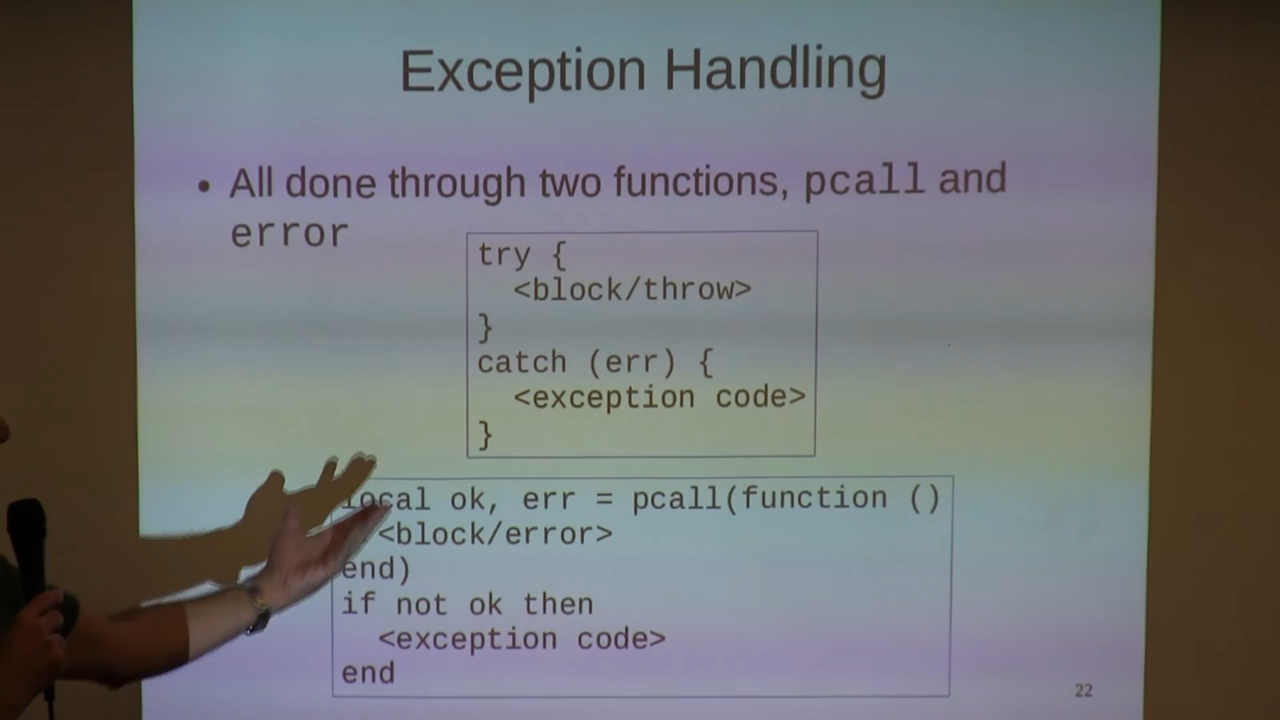 Exception Handling
• All done through two functions, pcall and
error
try {
  <block/throw>
}
catch (err) {
  <exception code>
}
local ok, err = pcall(function ()
  <block/error>
end)
if not ok then
  <exception code>
end
22